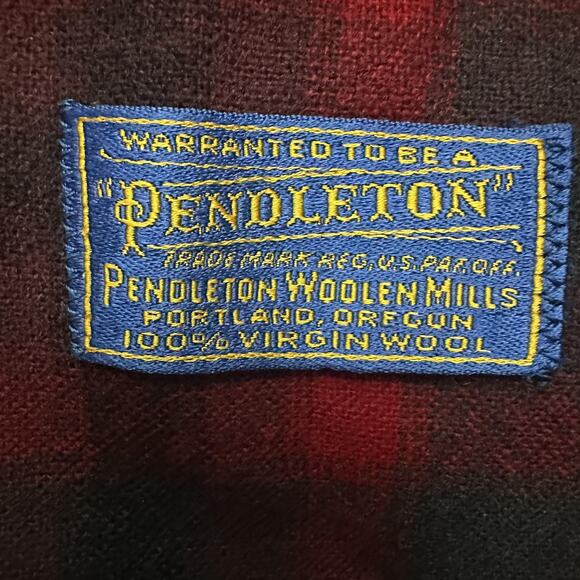 WARRANTED TO BE A
"PENDLETON"
TRADE MARK REG. U.S. PAT. OFF.
PENDLETON WOOLEN MILLS
PORTLAND, OREGON
100% VIRGIN WOOL